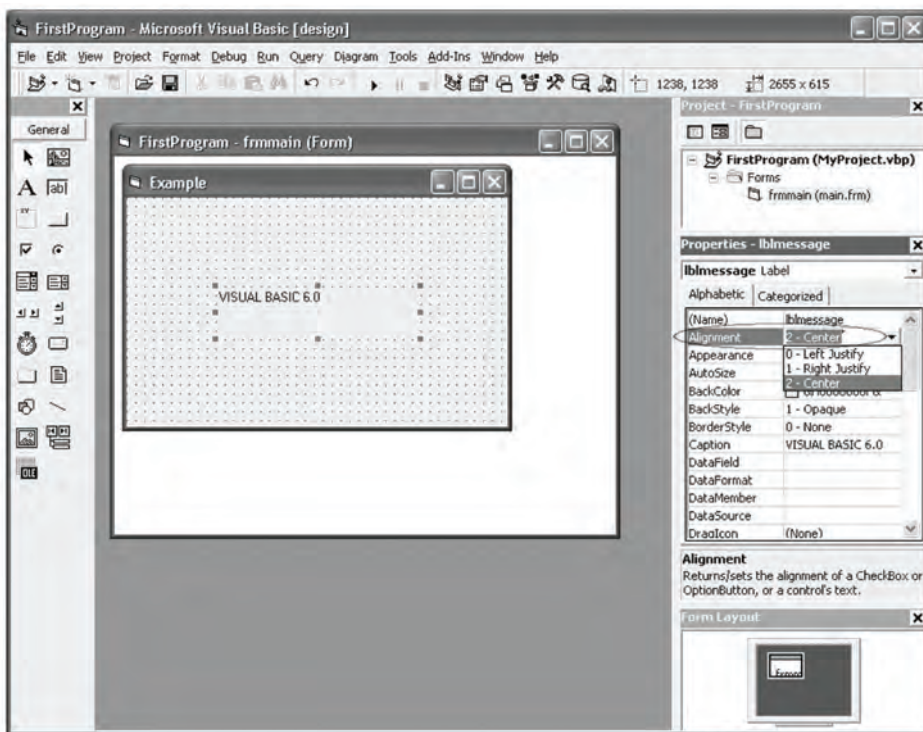 FirstProgram - Microsoft Visual Basic [design]
File Edit View Project Format Debug Run Query Diagram Tools Add-Ins Window Help
1238, 1238 2655 x 615
General
A ab|
XY
OLE
FirstProgram - frmmain (Form)
Example
VISUAL BASIC 6.0
Project - FirstProgram
FirstProgram (MyProject.vbp)
Forms
frmmain (main.frm)
Properties - lblmessage
lblmessage Label
Alphabetic Categorized
(Name) lblmessage
Alignment 2 - Center
0 - Left Justify
1 - Right Justify
2 - Center
Appearance
AutoSize
BackColor
BackStyle 1 - Opaque
BorderStyle 0 - None
Caption VISUAL BASIC 6.0
DataField
DataFormat
DataMember
DataSource
DragIcon (None)
Alignment
Returns/sets the alignment of a CheckBox or
OptionButton, or a control's text.
Form Layout